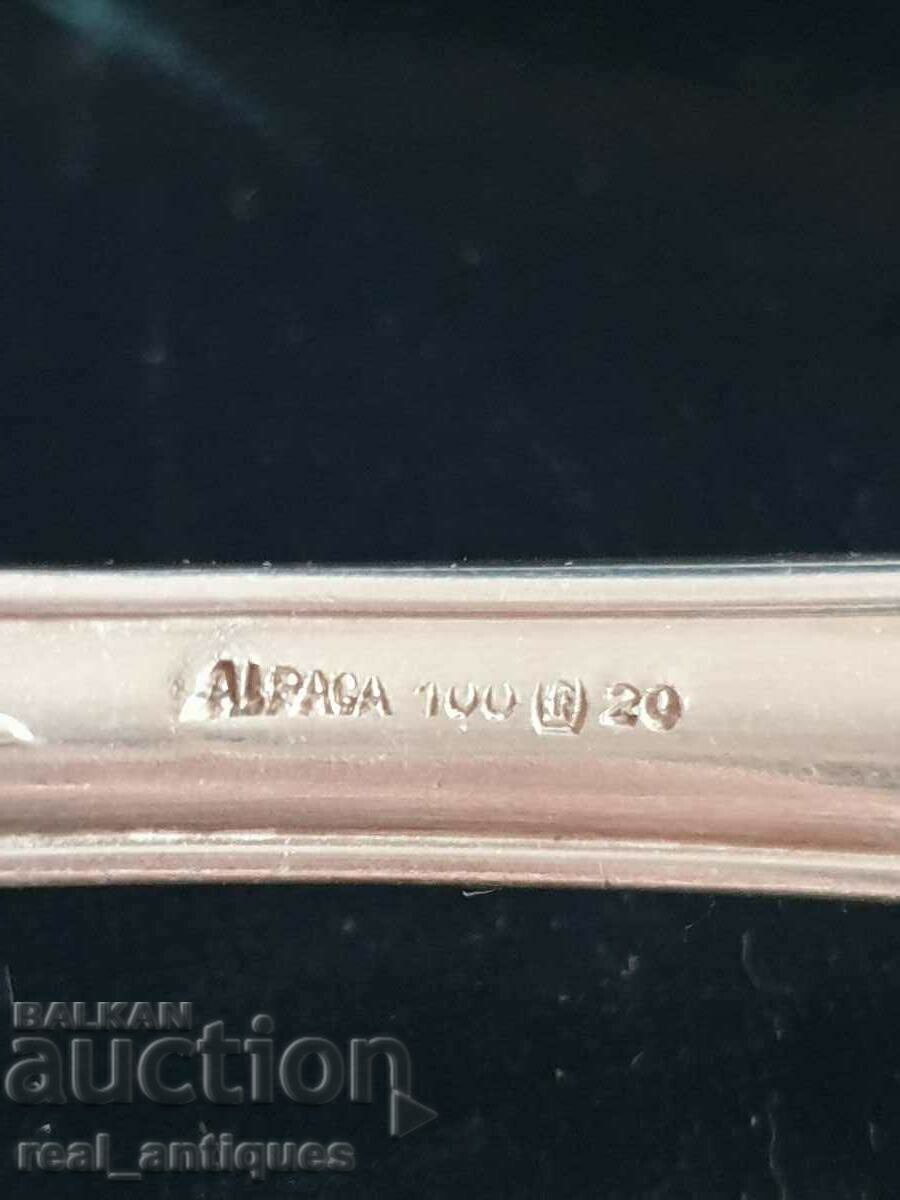 ALPACA 100 20
BALKAN
auction
real_antiques